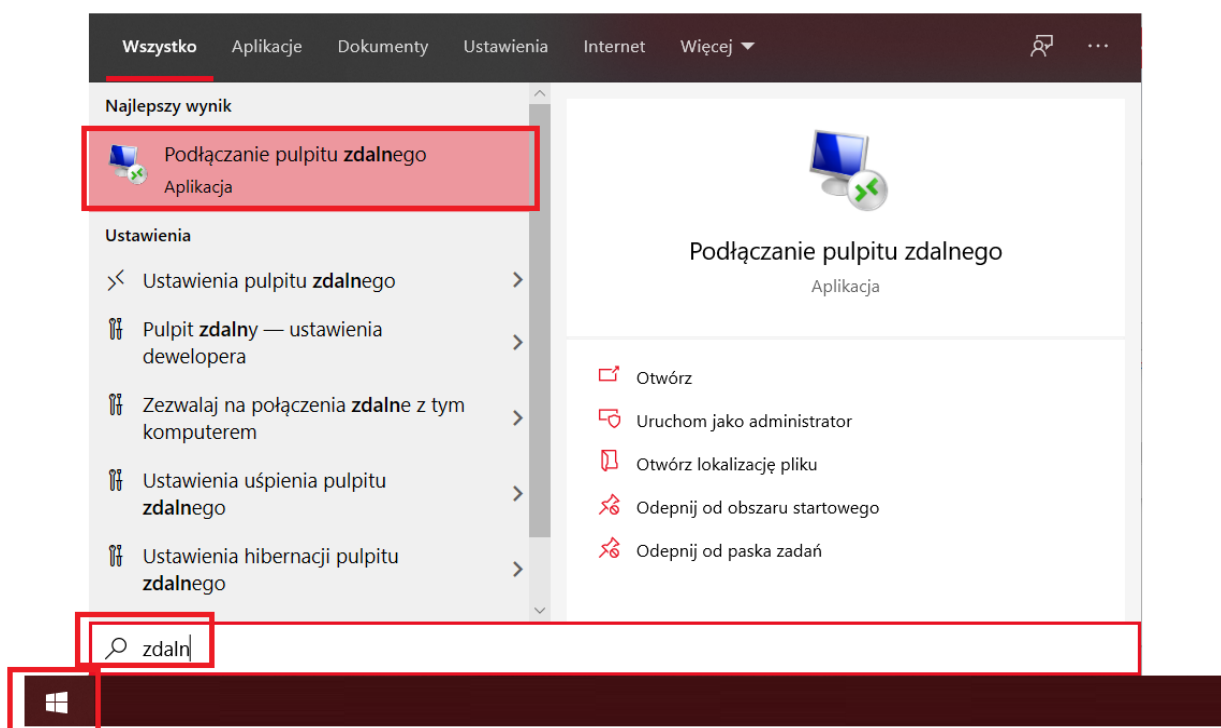 Wszystko Aplikacje Dokumenty Ustawienia Internet Więcej
Najlepszy wynik
Podłączanie pulpitu zdalnego
Aplikacja
Ustawienia
Ustawienia pulpitu zdalnego
Pulpit zdalny — ustawienia
dewelopera
Zezwalaj na połączenia zdalne z tym
komputerem
Ustawienia uśpienia pulpitu
zdalnego
Ustawienia hibernacji pulpitu
zdalnego
Podłączanie pulpitu zdalnego
Aplikacja
Otwórz
Uruchom jako administrator
Otwórz lokalizację pliku
Odepnij od obszaru startowego
Odepnij od paska zadań
zdaln